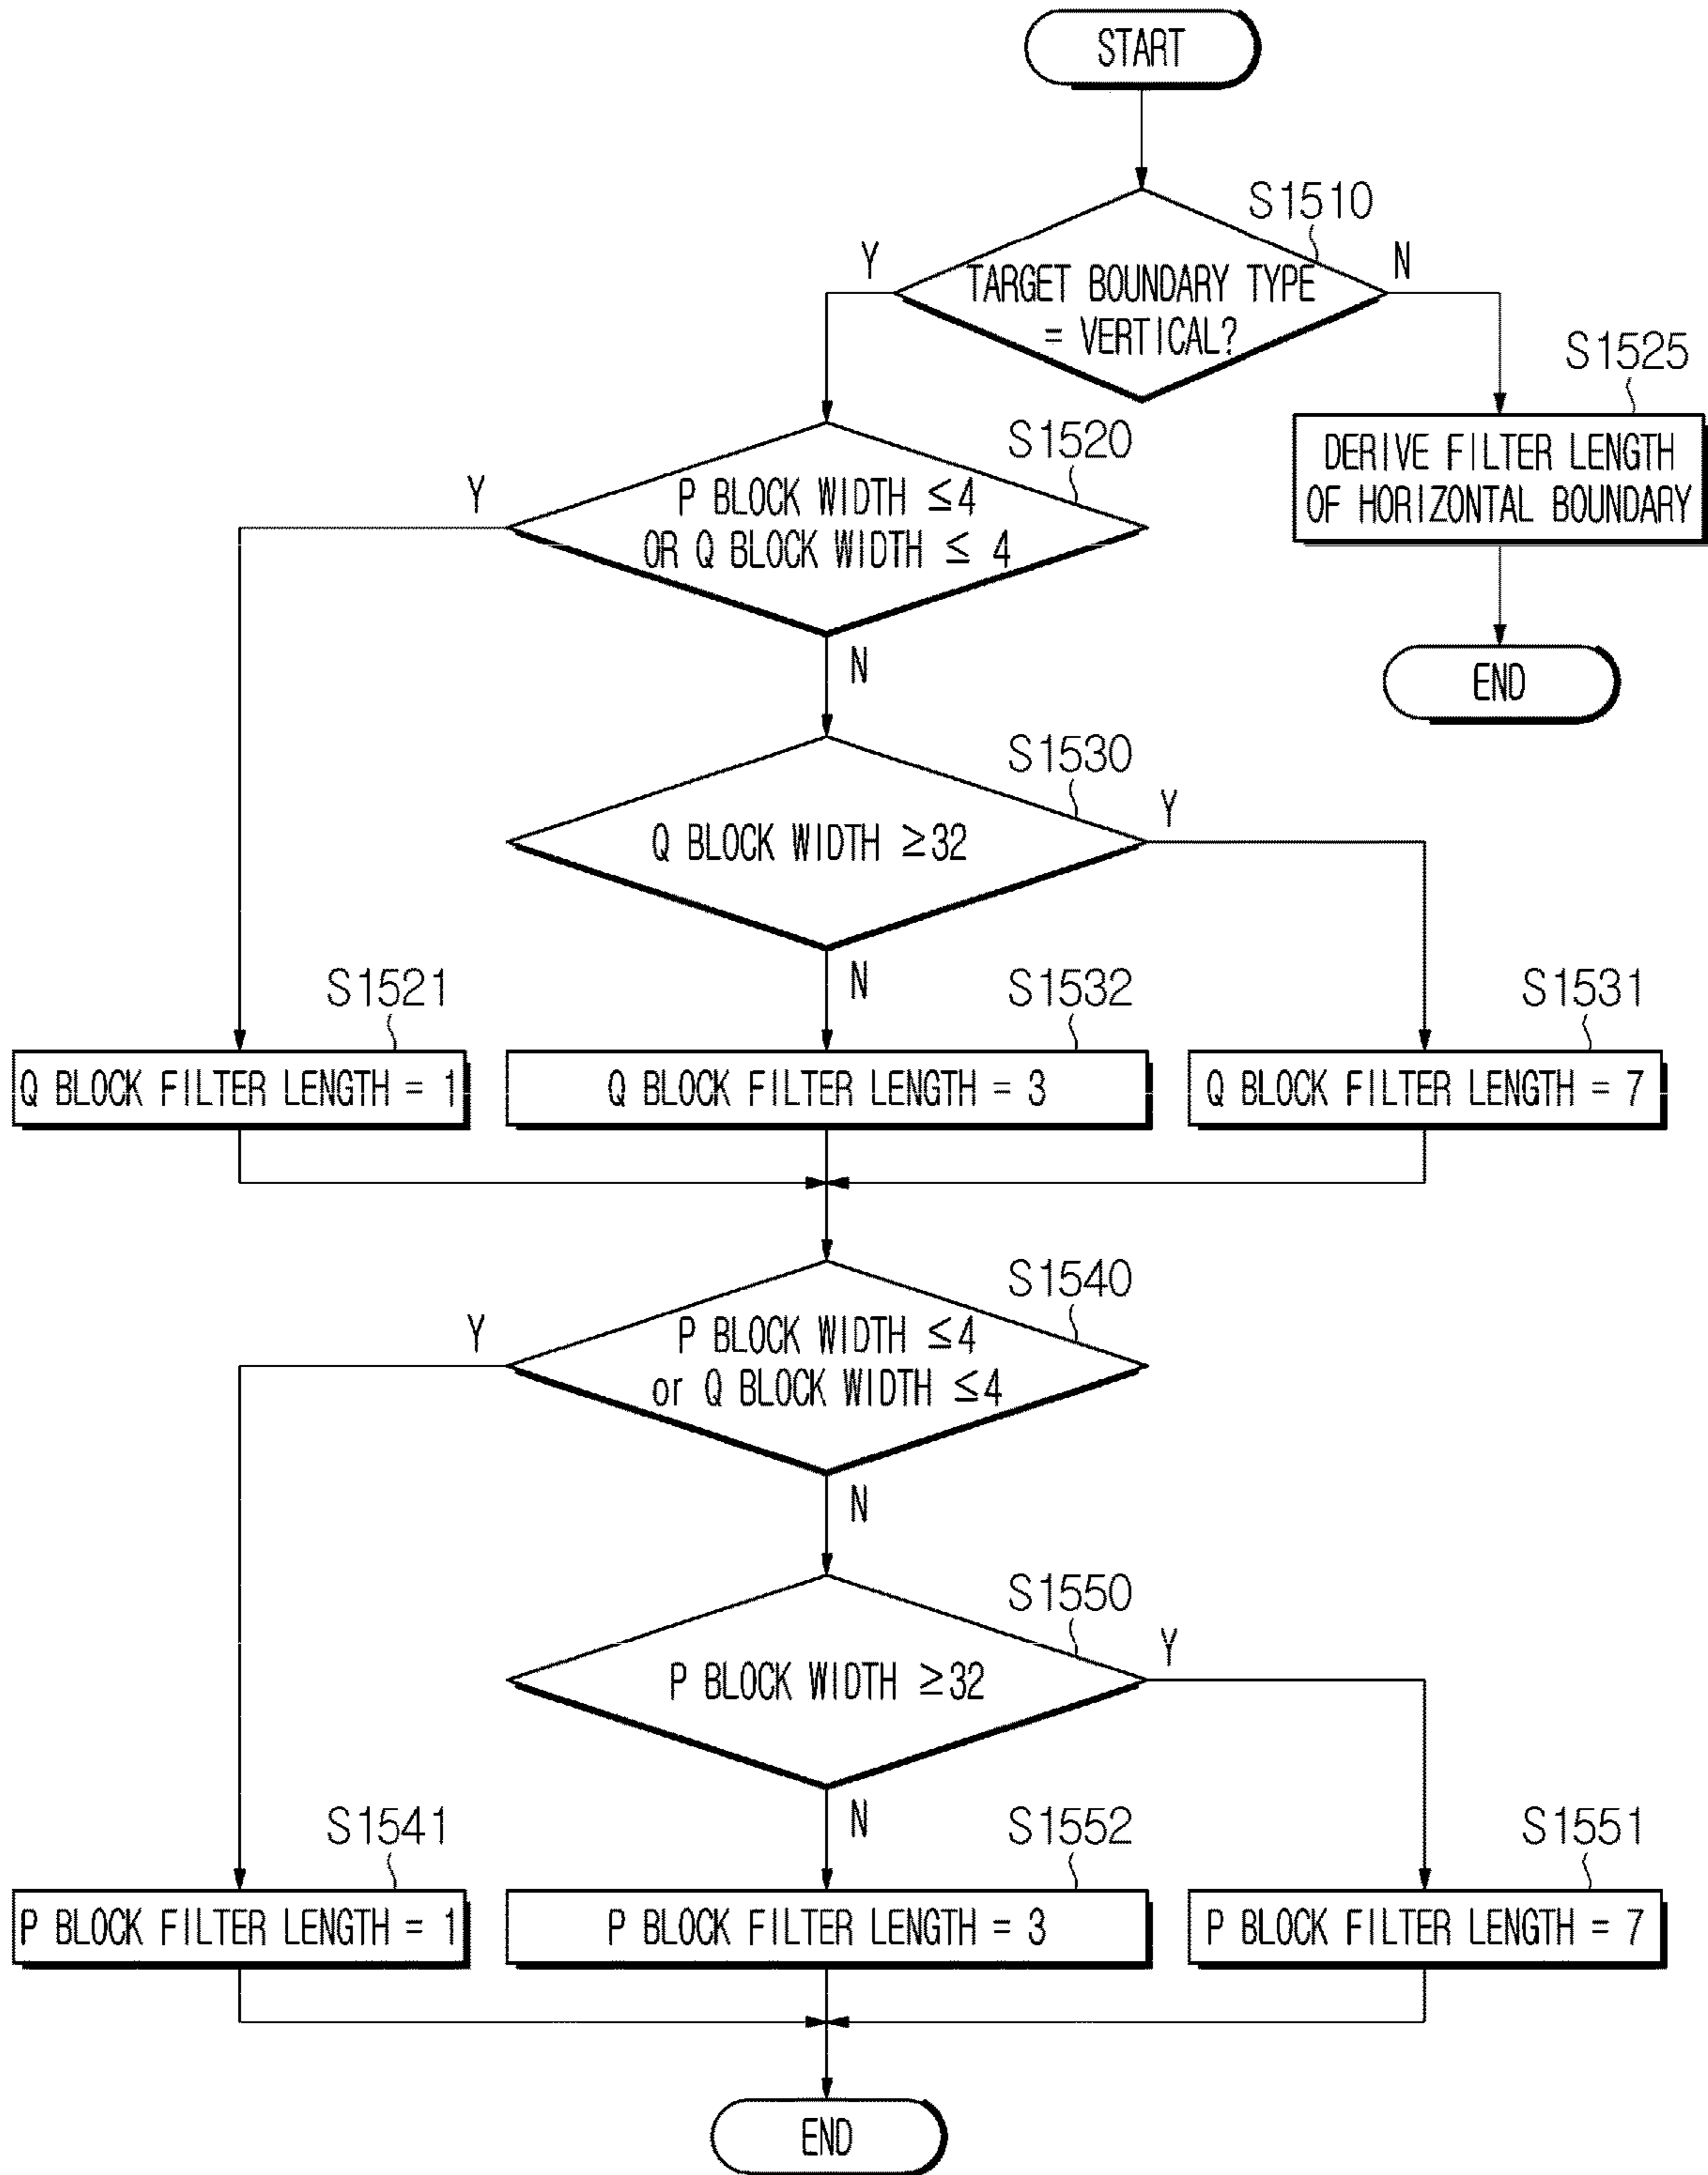 START
S1510
Y
N
TARGET BOUNDARY TYPE
= VERTICAL?
S1525
DERIVE FILTER LENGTH
OF HORIZONTAL BOUNDARY
END
S1520
Y
P BLOCK WIDTH ≤4
OR Q BLOCK WIDTH ≤ 4
N
S1530
Y
Q BLOCK WIDTH ≥32
N
S1521
S1532
S1531
Q BLOCK FILTER LENGTH = 1
Q BLOCK FILTER LENGTH = 3
Q BLOCK FILTER LENGTH = 7
S1540
Y
P BLOCK WIDTH ≤4
or Q BLOCK WIDTH ≤4
N
S1550
Y
P BLOCK WIDTH ≥32
N
S1541
S1552
S1551
P BLOCK FILTER LENGTH = 1
P BLOCK FILTER LENGTH = 3
P BLOCK FILTER LENGTH = 7
END